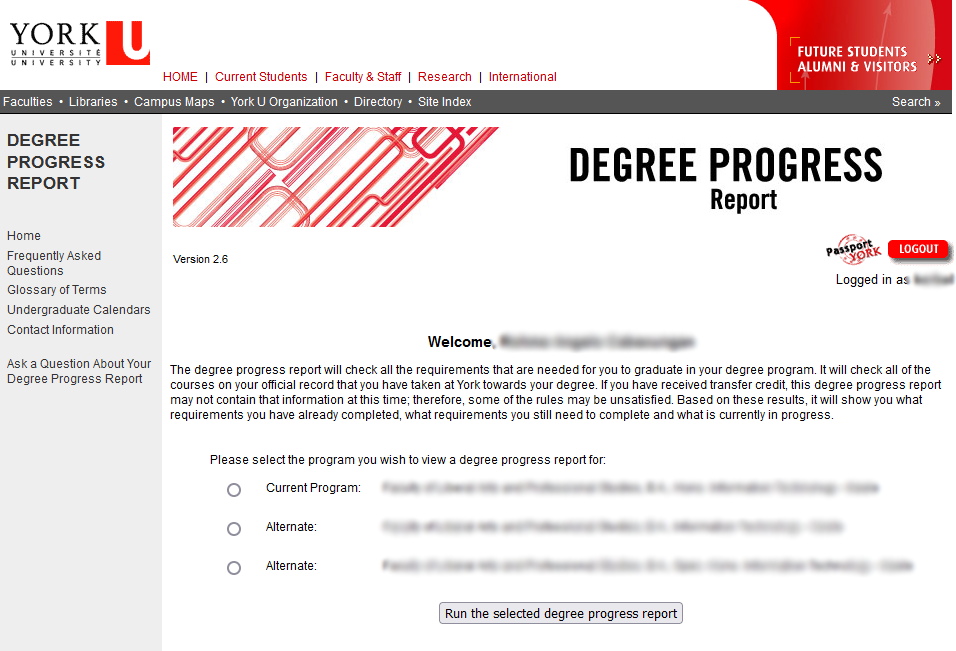 YORK
UNIVERSITÉ
UNIVERSITY
U
FUTURE STUDENTS
ALUMNI & VISITORS
HOME | Current Students | Faculty & Staff | Research | International
Faculties • Libraries • Campus Maps • York U Organization • Directory • Site Index
Search »
DEGREE
PROGRESS
REPORT
Home
Frequently Asked
Questions
Glossary of Terms
Undergraduate Calendars
Contact Information
Ask a Question About Your
Degree Progress Report
DEGREE PROGRESS
Report
Version 2.6
Passport
YORK
LOGOUT
Logged in as
Welcome,
The degree progress report will check all the requirements that are needed for you to graduate in your degree program. It will check all of the
courses on your official record that you have taken at York towards your degree. If you have received transfer credit, this degree progress report
may not contain that information at this time; therefore, some of the rules may be unsatisfied. Based on these results, it will show you what
requirements you have already completed, what requirements you still need to complete and what is currently in progress.
Please select the program you wish to view a degree progress report for:
Current Program:
Alternate:
Alternate:
Run the selected degree progress report